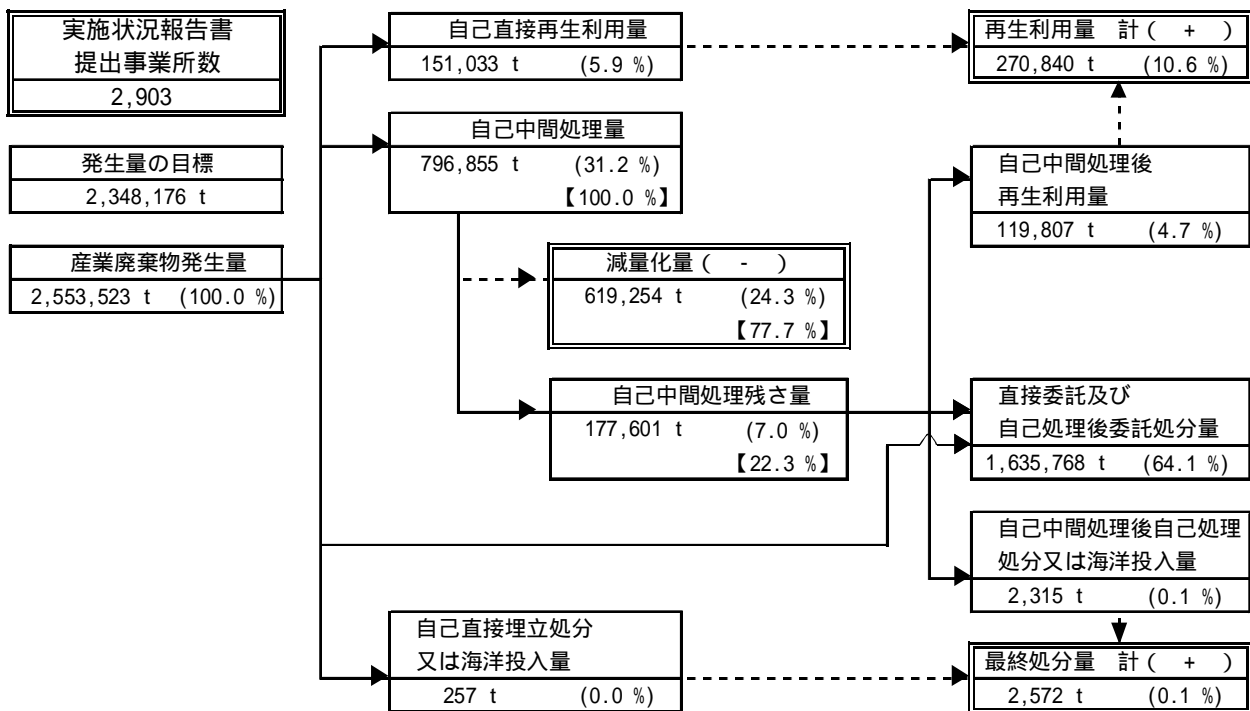 実施状況報告書
提出事業所数
2,903
発生量の目標
2,348,176 t
産業廃棄物発生量
2,553,523 t (100.0 %)
自己直接再生利用量
151,033 t (5.9 %)
自己中間処理量
796,855 t (31.2 %)
【100.0 %】
減量化量 ( - )
619,254 t (24.3 %)
【77.7 %】
自己中間処理残さ量
177,601 t (7.0 %)
【22.3 %】
自己直接埋立処分
又は海洋投入量
257 t (0.0 %)
再生利用量 計 ( + )
270,840 t (10.6 %)
自己中間処理後
再生利用量
119,807 t (4.7 %)
直接委託及び
自己処理後委託処分量
1,635,768 t (64.1 %)
自己中間処理後自己処理
処分又は海洋投入量
2,315 t (0.1 %)
最終処分量 計 ( + )
2,572 t (0.1 %)